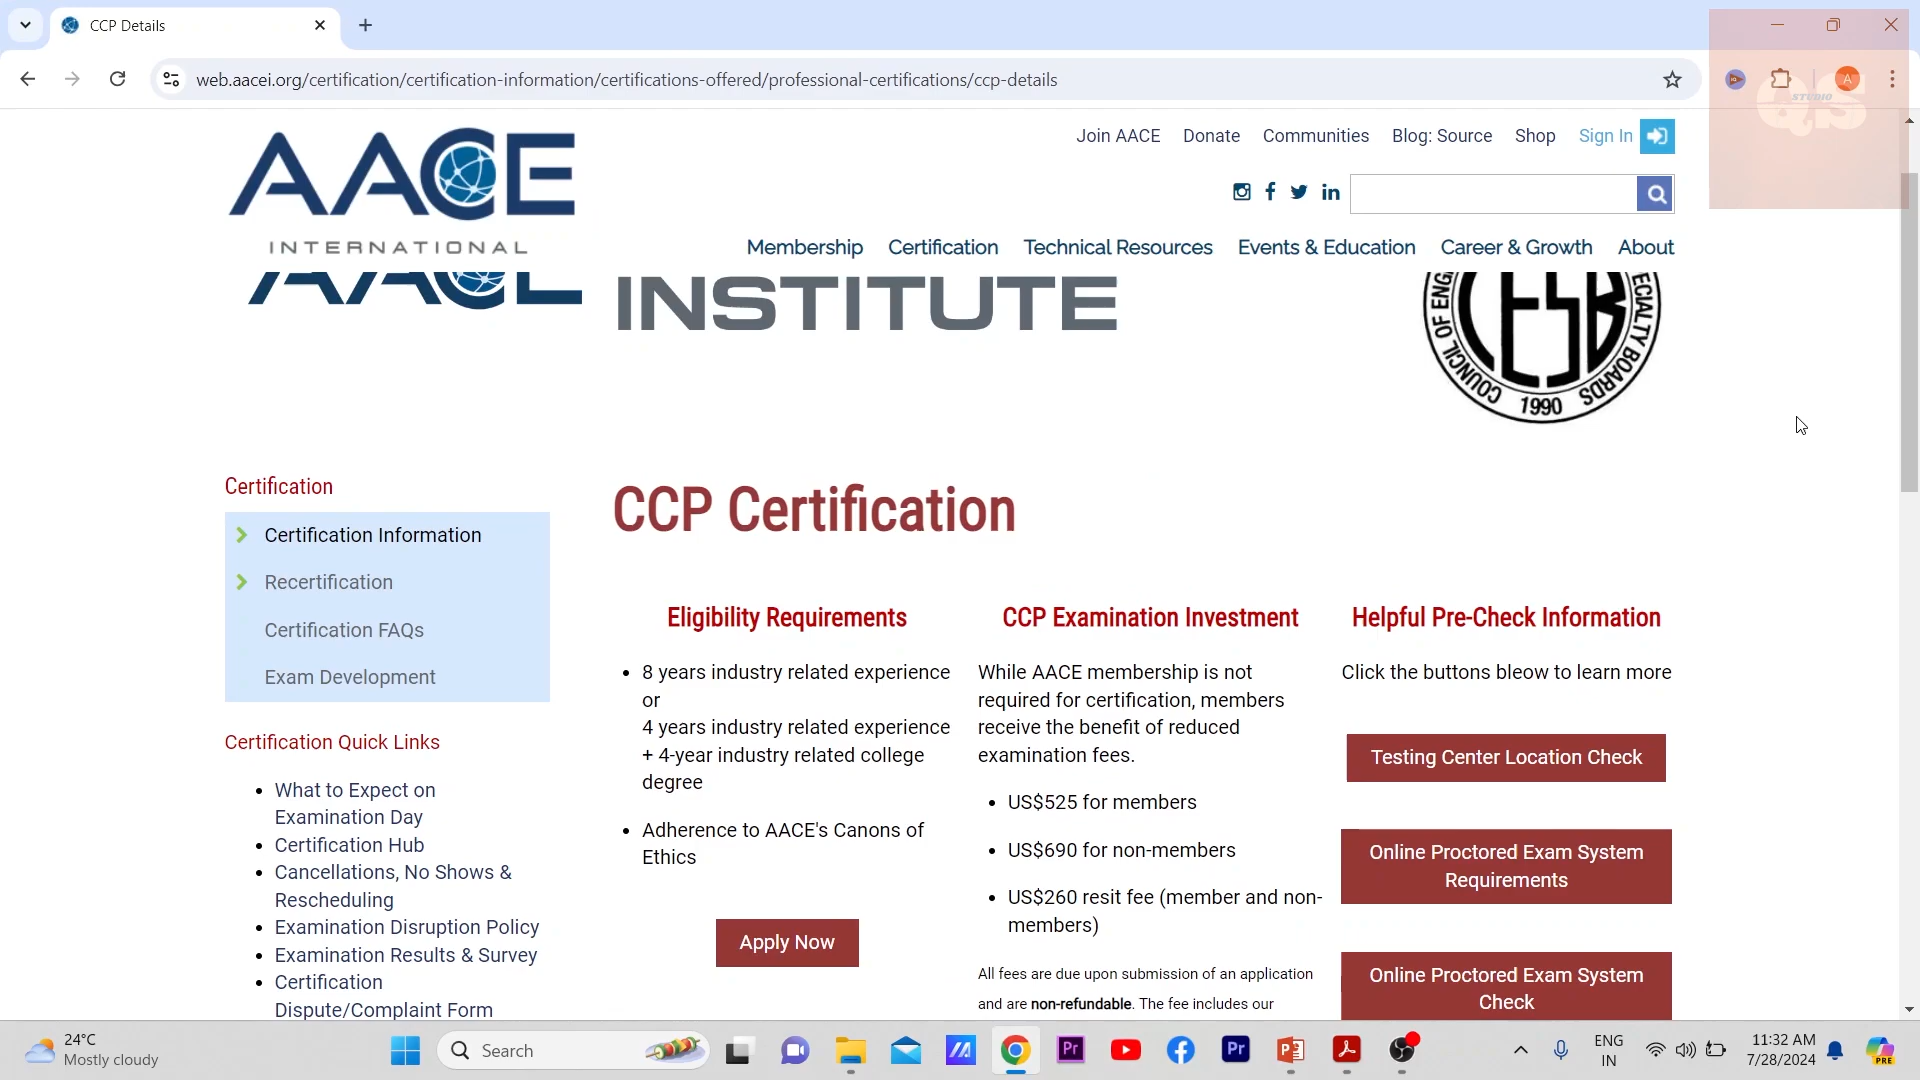 CCP Details
web.aacei.org/certification/certification-information/certifications-offered/professional-certifications/ccp-details
A
STUDIO
QS
AACE
INTERNATIONAL
Join AACE Donate Communities Blog: Source Shop Sign In
Membership Certification Technical Resources Events & Education Career & Growth About
INSTITUTE
CESB
COUNCIL OF ENG
ECIALTY BOARDS
1990
Certification
Certification Information
Recertification
Certification FAQs
Exam Development
Certification Quick Links
What to Expect on
Examination Day
Certification Hub
Cancellations, No Shows &
Rescheduling
Examination Disruption Policy
Examination Results & Survey
Certification
Dispute/Complaint Form
CCP Certification
Eligibility Requirements
8 years industry related experience
or
4 years industry related experience
+ 4-year industry related college
degree
Adherence to AACE's Canons of
Ethics
Apply Now
CCP Examination Investment
While AACE membership is not
required for certification, members
receive the benefit of reduced
examination fees.
US$525 for members
US$690 for non-members
US$260 resit fee (member and non-
members)
All fees are due upon submission of an application
and are non-refundable. The fee includes our
Helpful Pre-Check Information
Click the buttons bleow to learn more
Testing Center Location Check
Online Proctored Exam System
Requirements
Online Proctored Exam System
Check
24°C
Mostly cloudy
Search
Pr
Pr
ENG
IN
11:32 AM
7/28/2024
PRE